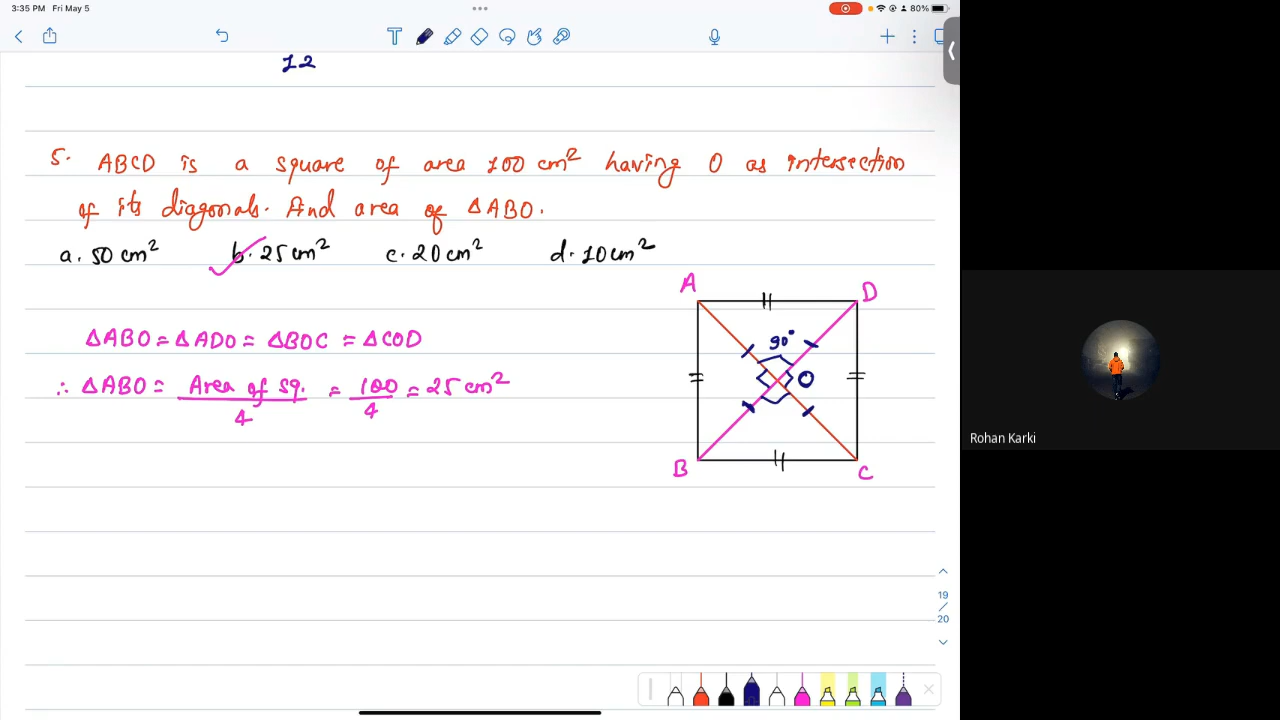 3:35 PM Fri May 5
80%
T
12
5. ABCD is a square of area 100 cm² having O as intersection
of its diagonals. Find area of ΔABO.
a. 50 cm² b. 25 cm² c. 20 cm² d. 10 cm²
A D
90°
O
B C
ΔABO = ΔADO = ΔBOC = ΔCOD
∴ ΔABO = Area of sq. / 4 = 100 / 4 = 25 cm²
Rohan Karki
19
/
20